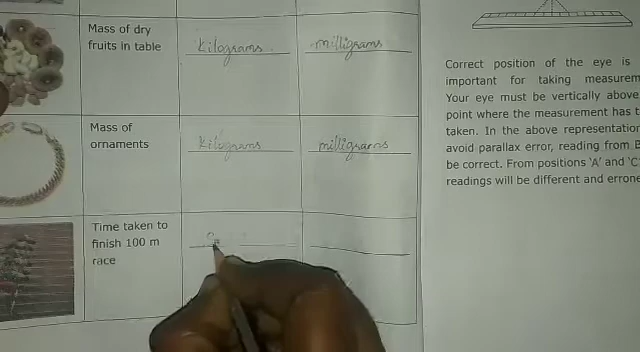 Mass of dry
fruits in table
kilograms
milligrams
Mass of
ornaments
kilograms
milligrams
Time taken to
finish 100 m
race
Correct position of the eye is
important for taking measurem
Your eye must be vertically above
point where the measurement has t
taken. In the above representation
avoid parallax error, reading from B
be correct. From positions 'A' and 'C'
readings will be different and errone